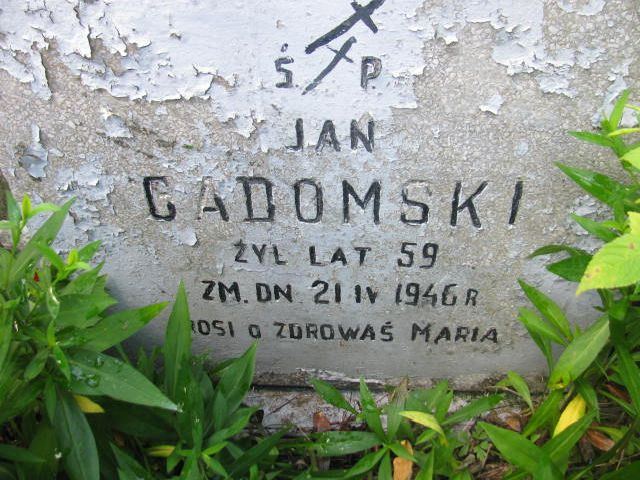 Ś P
JAN
GADOMSKI
ŻYŁ LAT 59
ZM. DN 21 IV 1946 R
ROSI O ZDROWAŚ MARIA